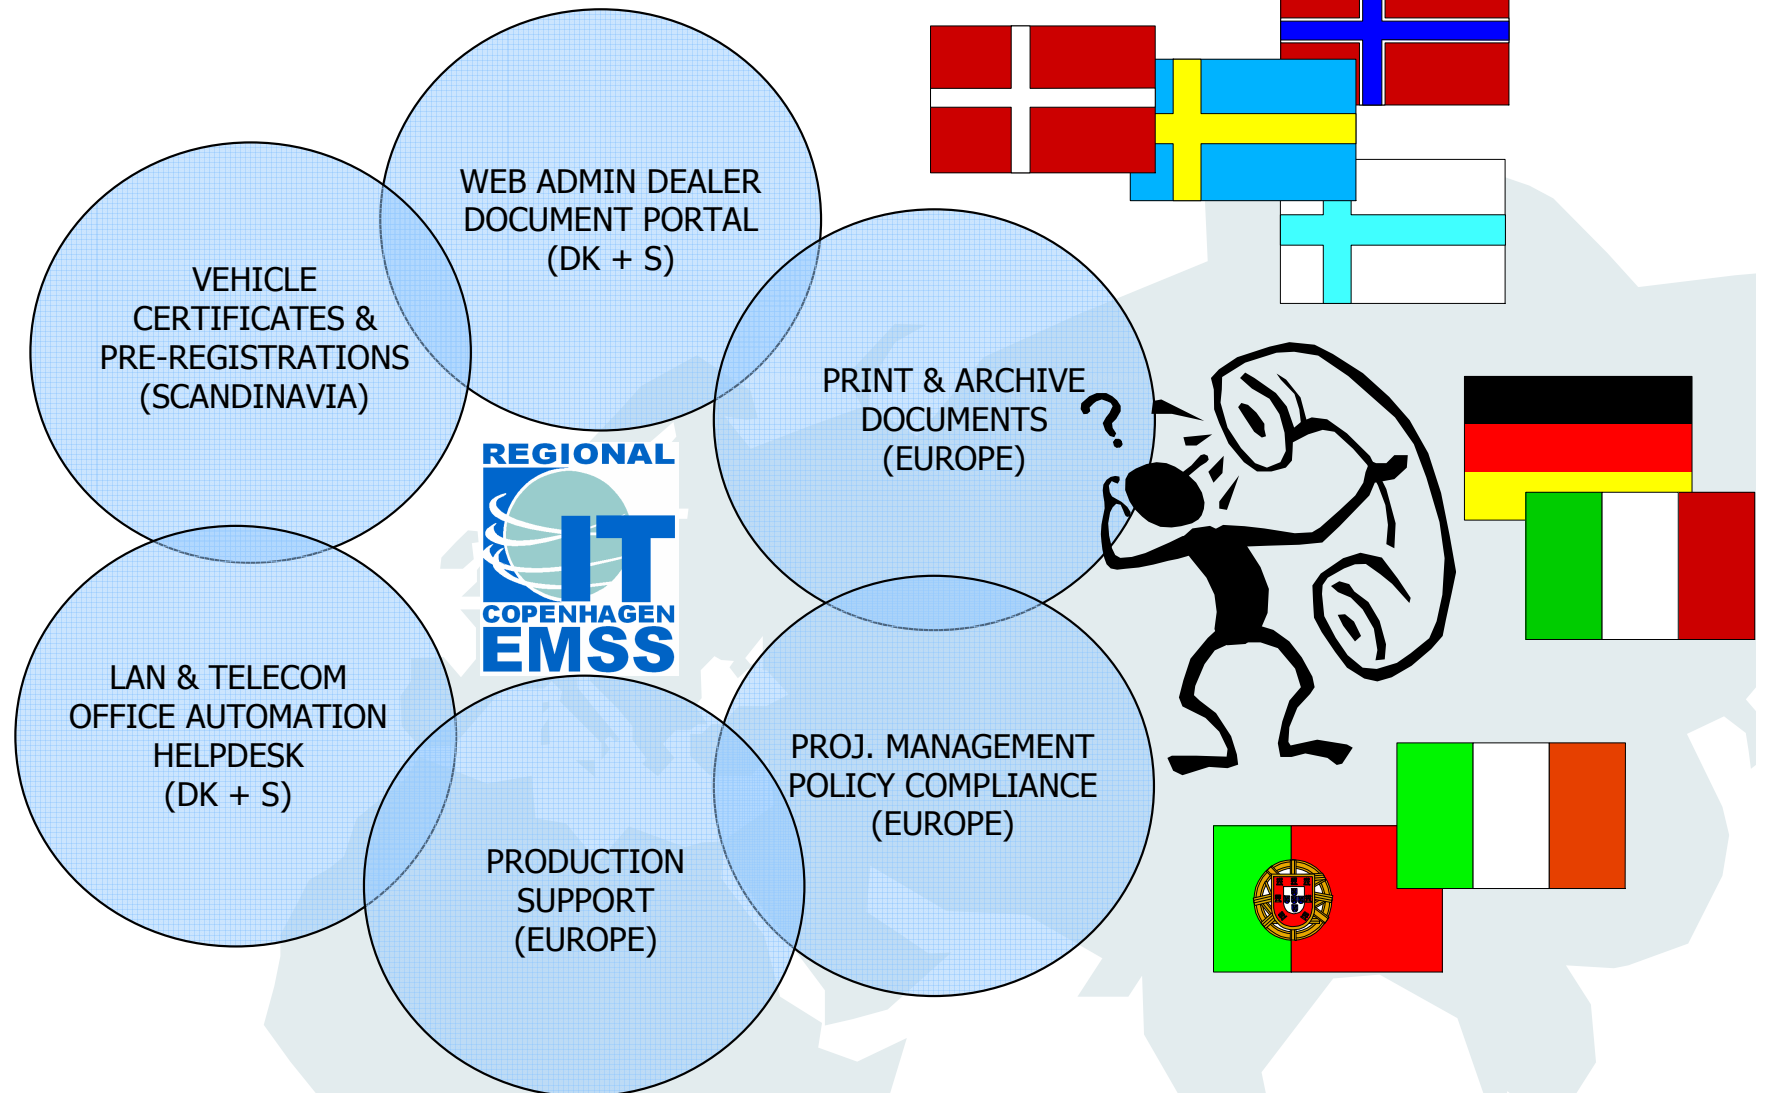 WEB ADMIN DEALER
DOCUMENT PORTAL
(DK + S)
VEHICLE
CERTIFICATES &
PRE-REGISTRATIONS
(SCANDINAVIA)
PRINT & ARCHIVE
DOCUMENTS
(EUROPE)
?
REGIONAL
IT
COPENHAGEN
EMSS
LAN & TELECOM
OFFICE AUTOMATION
HELPDESK
(DK + S)
PROJ. MANAGEMENT
POLICY COMPLIANCE
(EUROPE)
PRODUCTION
SUPPORT
(EUROPE)